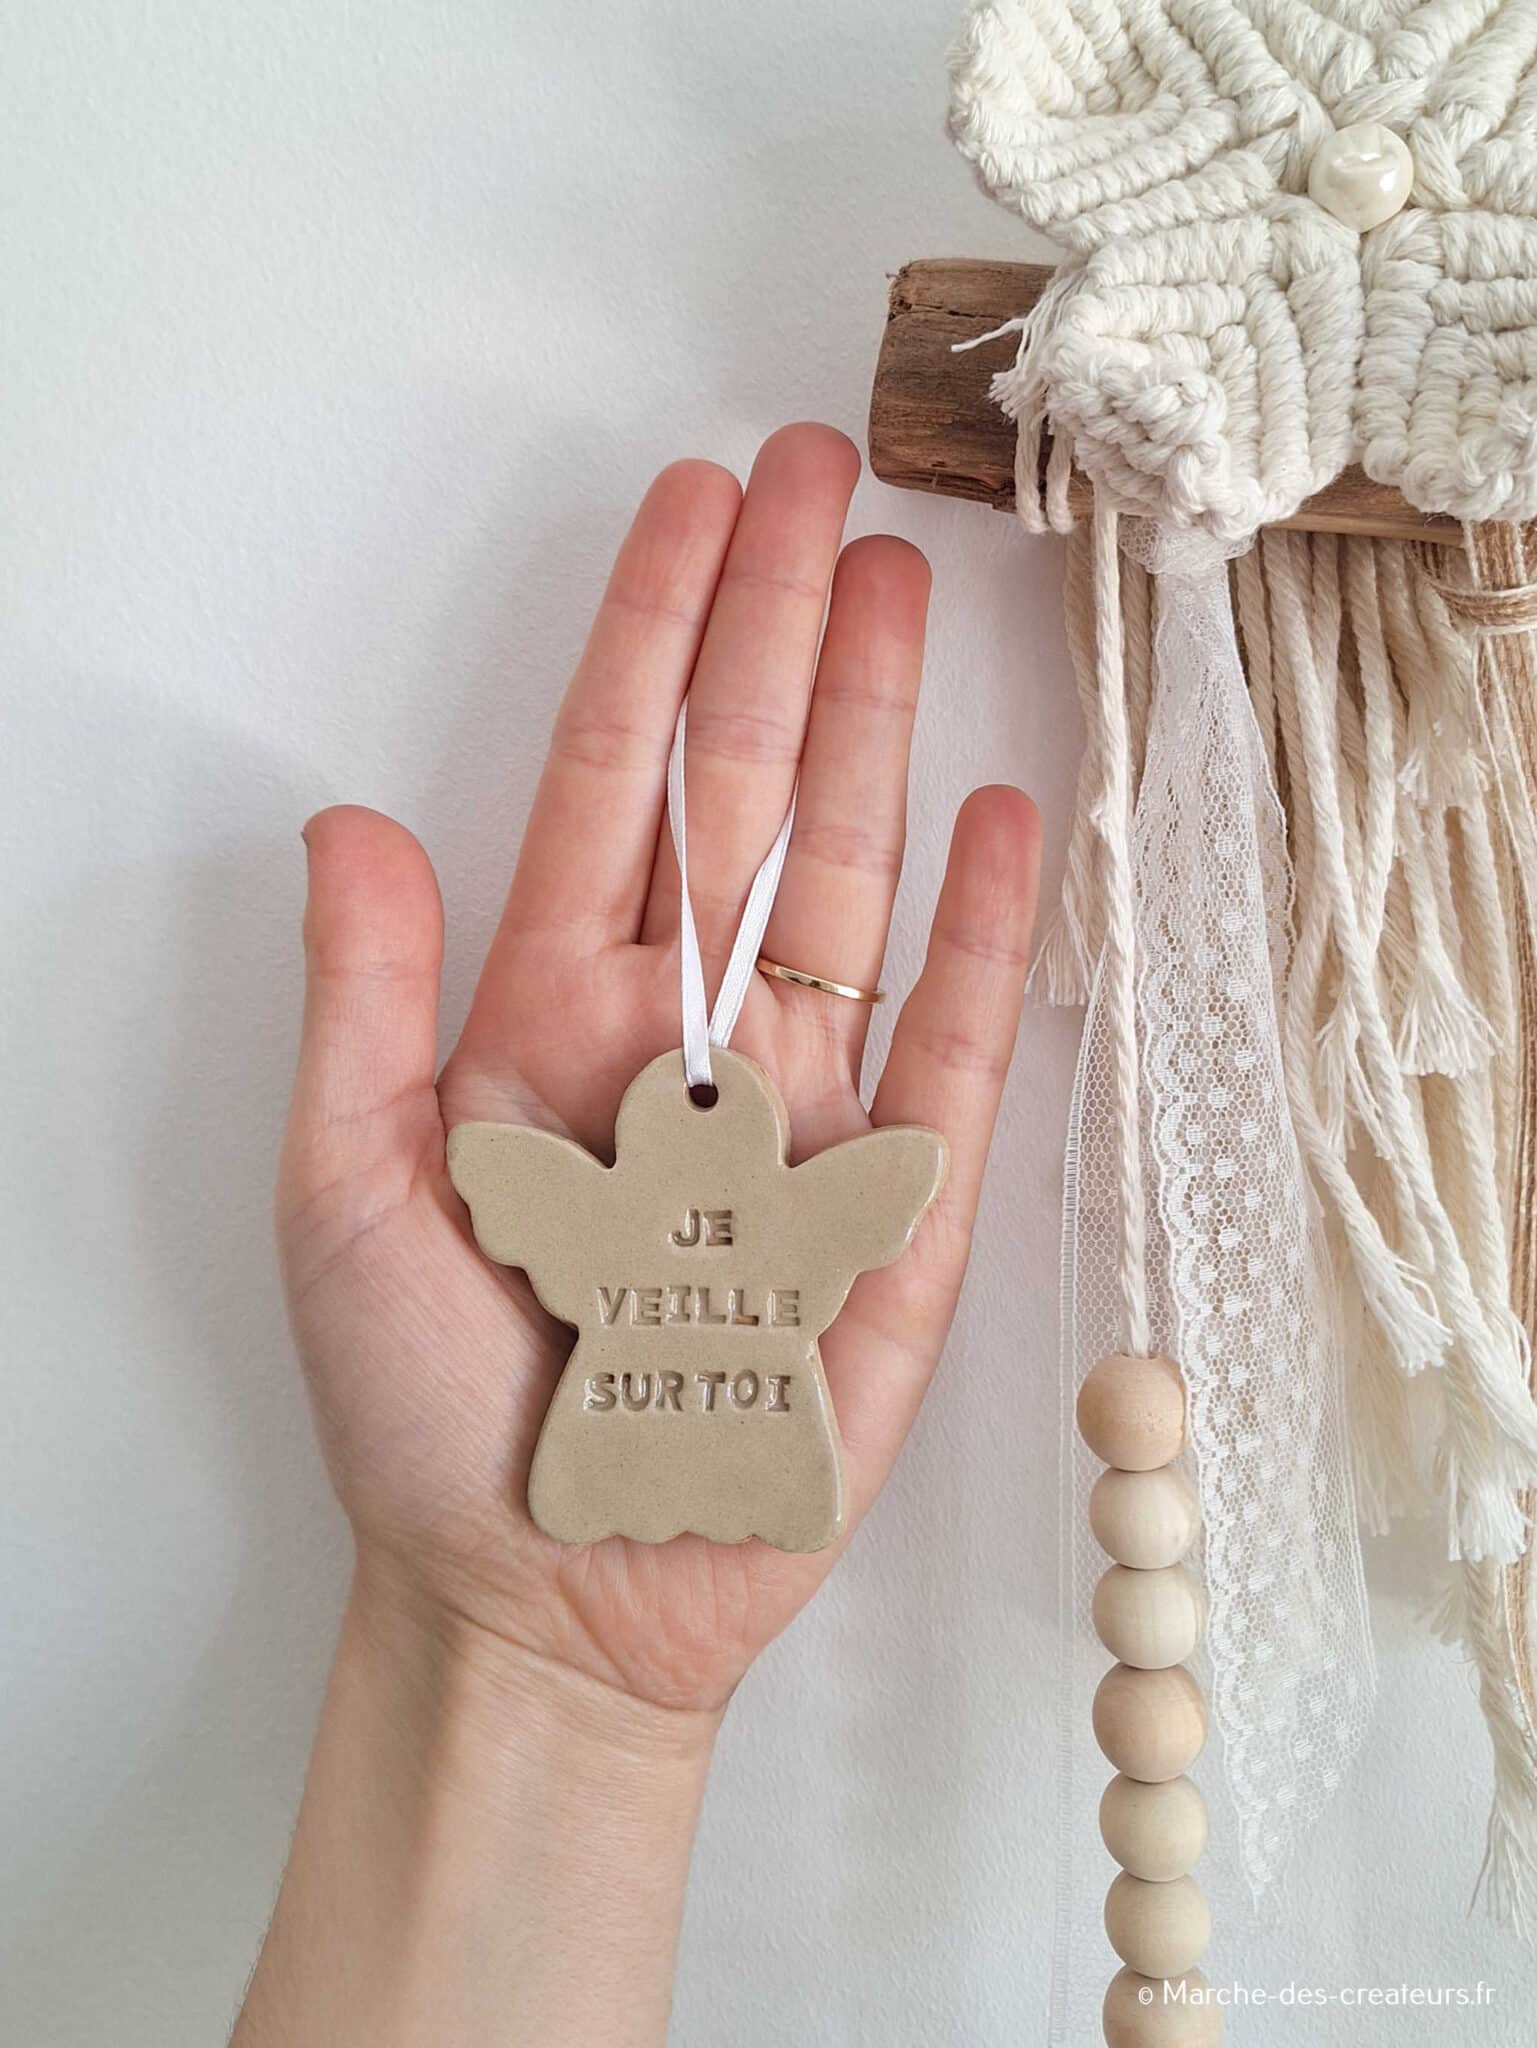 JE
VEILLE
SUR TOI
© Marche-des-createurs.fr